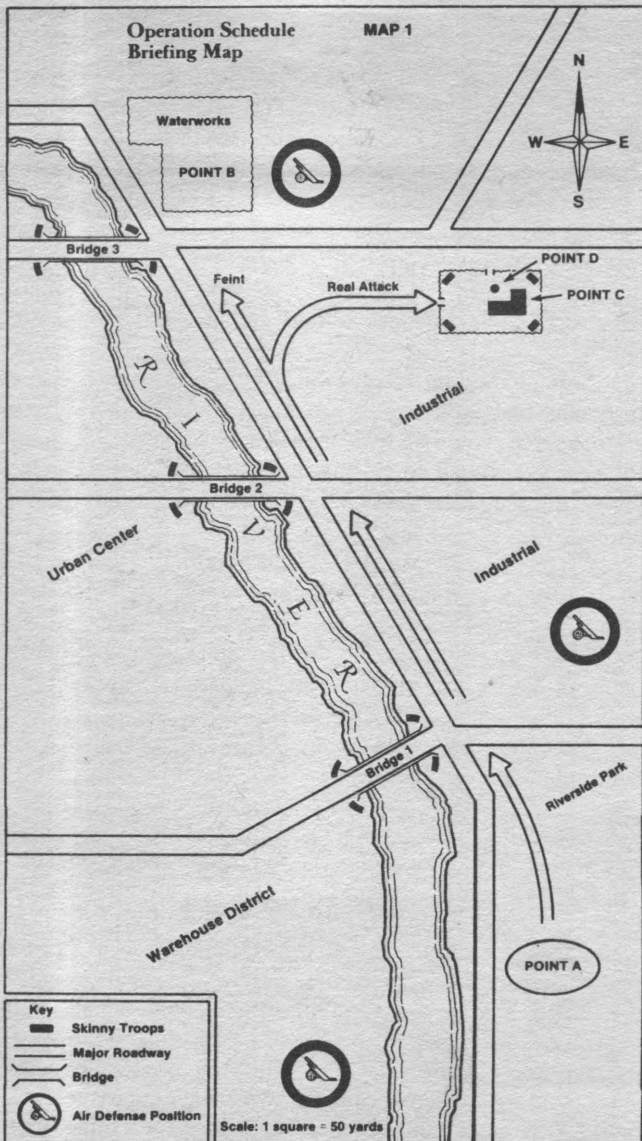 Operation Schedule
Briefing Map
MAP 1
N
W
E
S
Waterworks
POINT B
Bridge 3
Feint
Real Attack
POINT D
POINT C
Industrial
RIVER
Bridge 2
Urban Center
Industrial
Bridge 1
Riverside Park
Warehouse District
POINT A
Key
Skinny Troops
Major Roadway
Bridge
Air Defense Position
Scale: 1 square = 50 yards